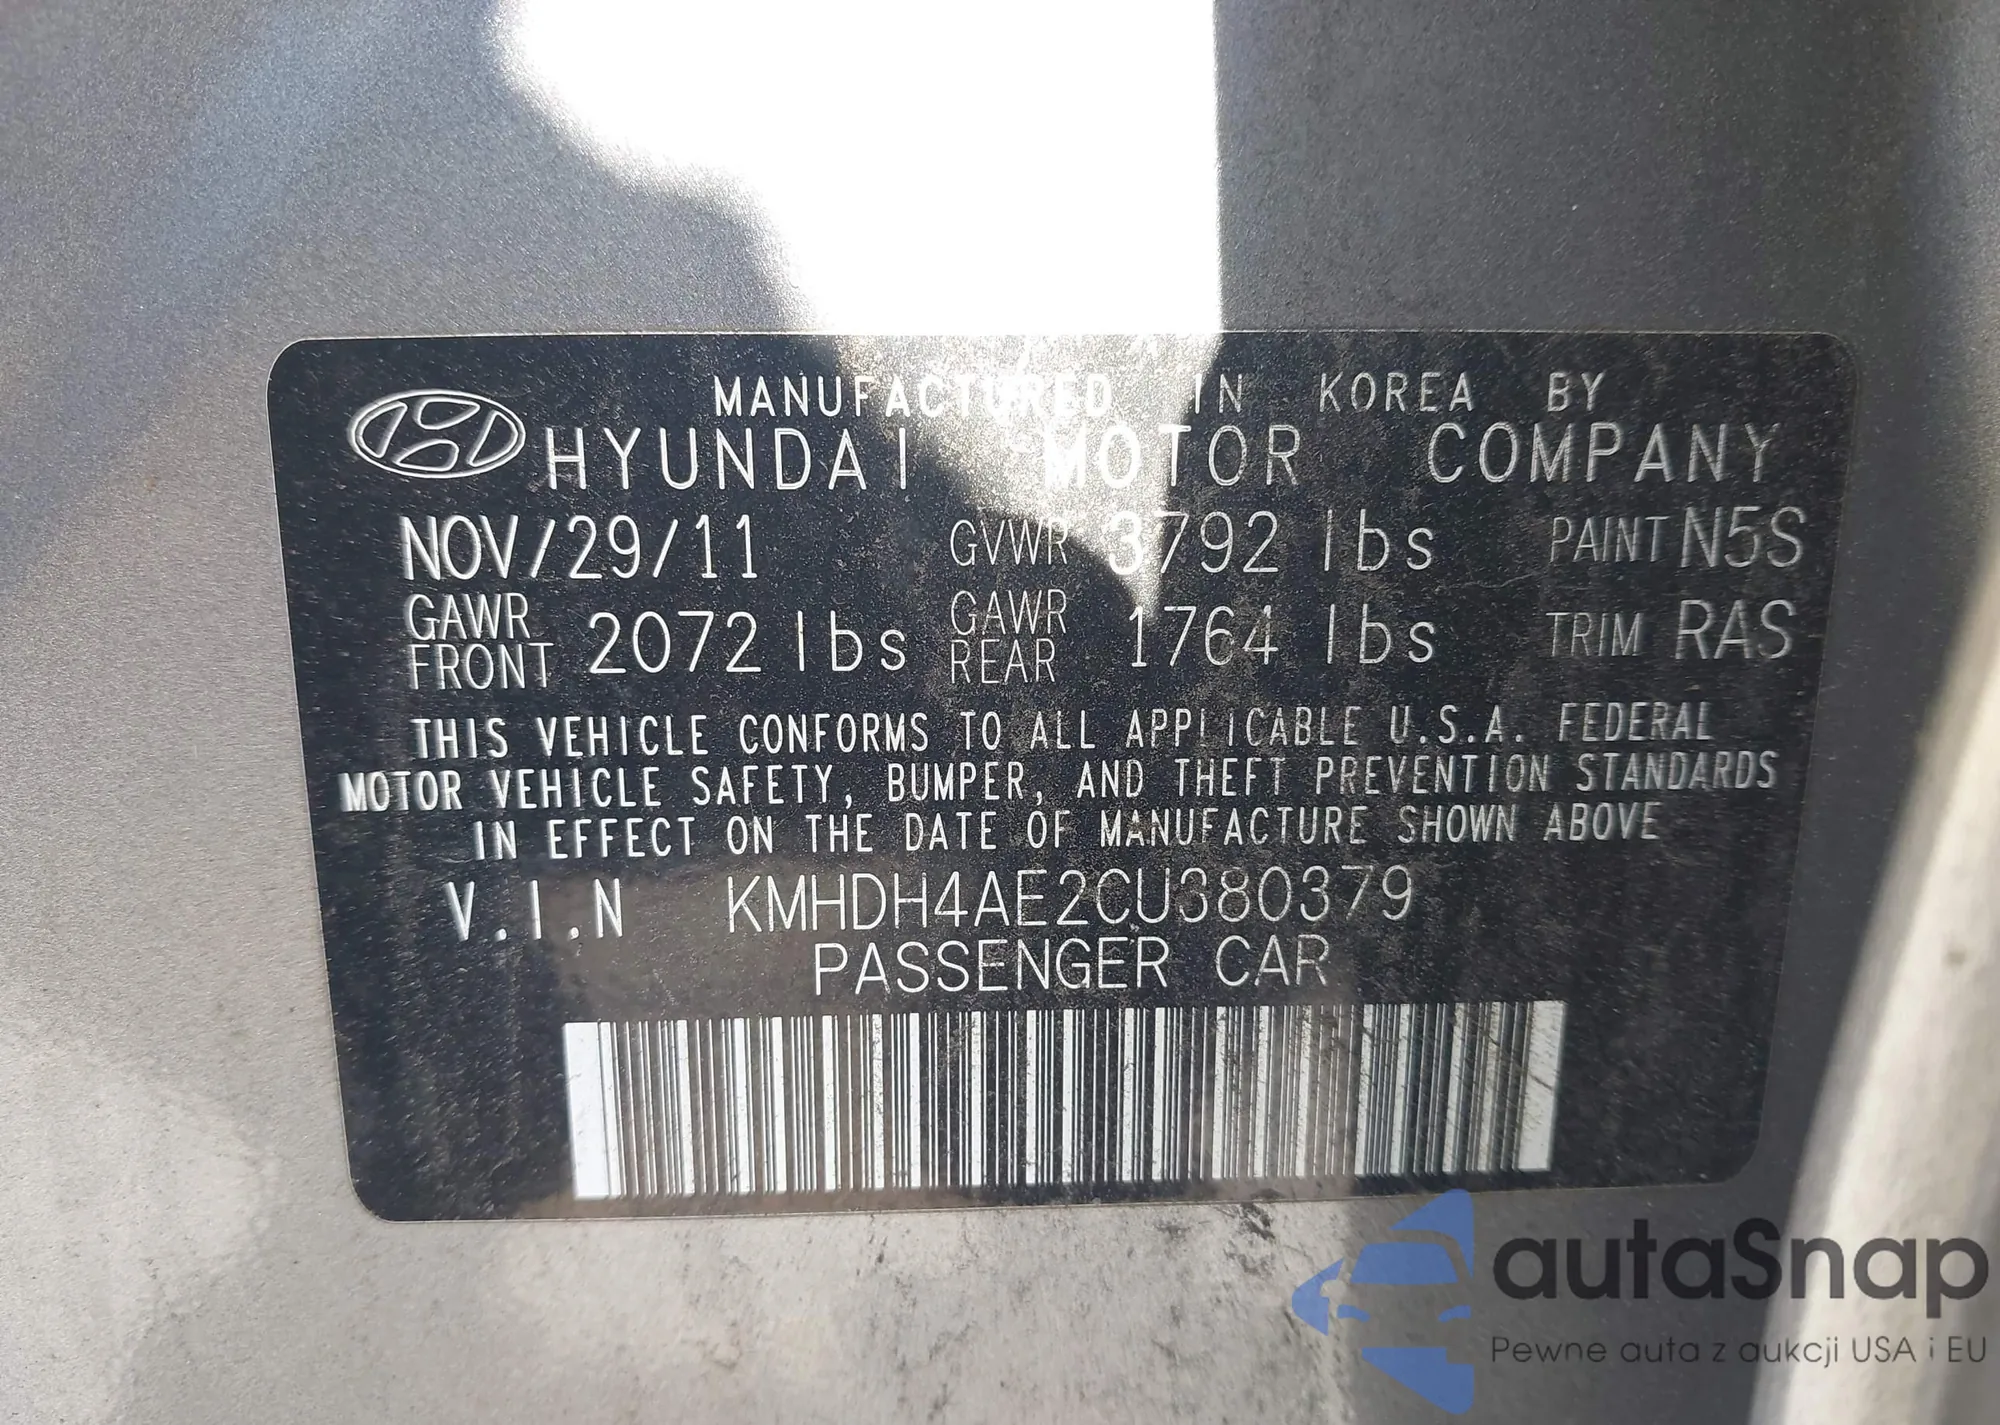 MANUFACTURED IN KOREA BY
HYUNDAI MOTOR COMPANY
NOV/29/11 GVWR 3792 lbs PAINT N5S
GAWR FRONT 2072 lbs GAWR REAR 1764 lbs TRIM RAS
THIS VEHICLE CONFORMS TO ALL APPLICABLE U.S.A. FEDERAL
MOTOR VEHICLE SAFETY, BUMPER, AND THEFT PREVENTION STANDARDS
IN EFFECT ON THE DATE OF MANUFACTURE SHOWN ABOVE
V.I.N KMHDH4AE2CU380379
PASSENGER CAR
autaSnap
Pewne auta z aukcji USA i EU